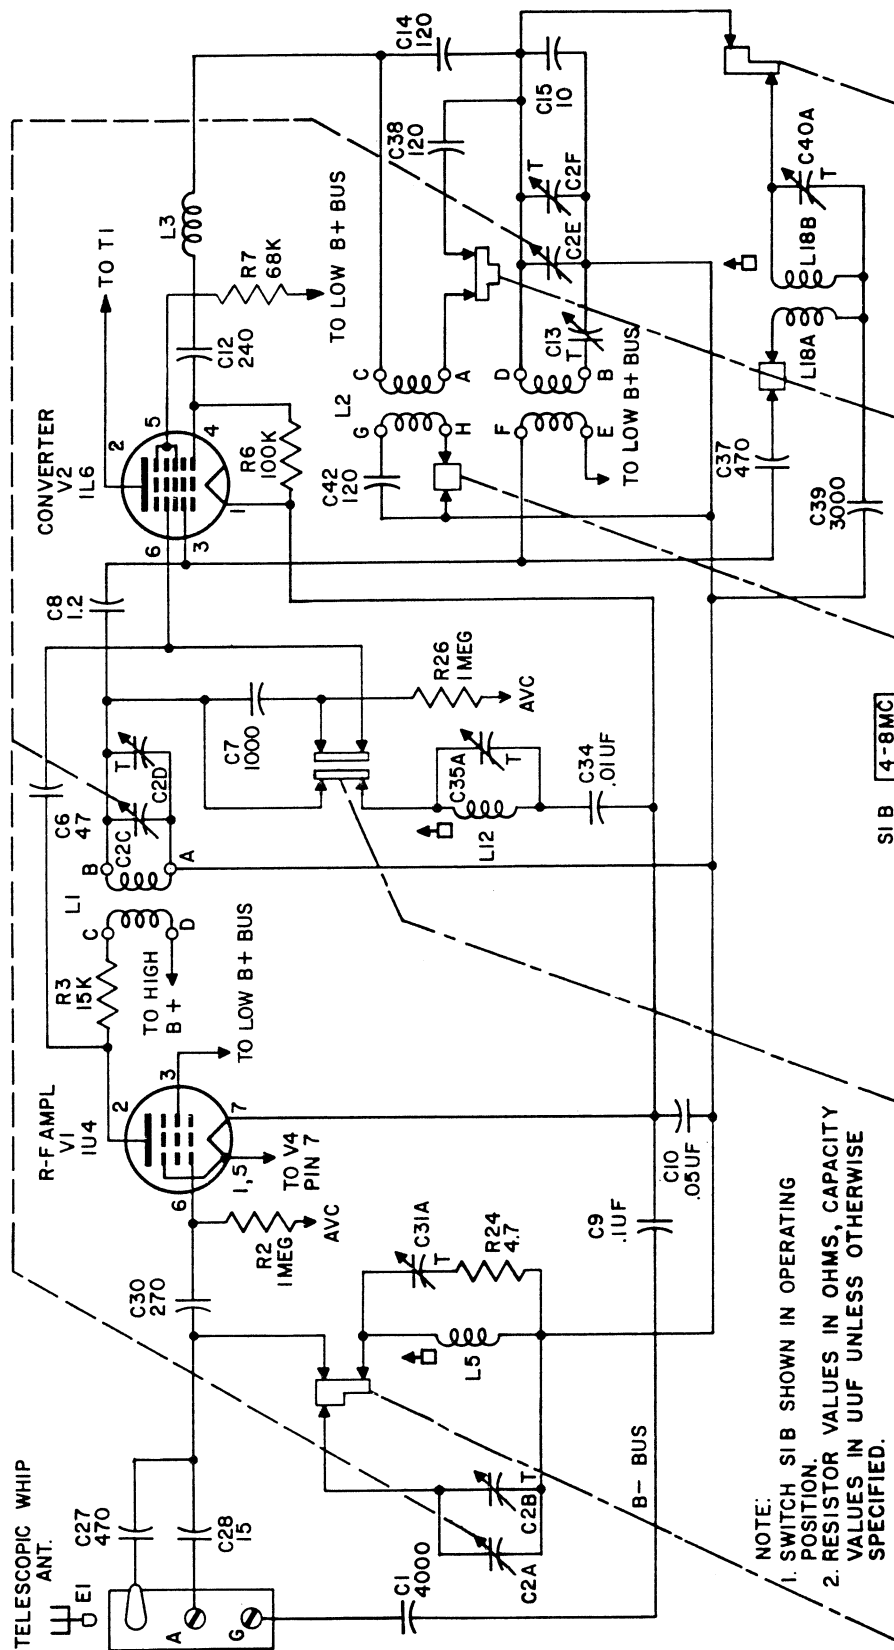 TELESCOPIC WHIP
ANT.
E1
A
G
C27
470
C28
15
C1
4000
C30
270
R2
1MEG
AVC
R-F AMPL
V1
1U4
2
3
6
1,5
7
TO V4
PIN 7
TO LOW B+ BUS
C2A
C2B
T
L5
C31A
T
R24
4.7
B- BUS
C9
.1UF
C10
.05UF
R3
15K
C
D
L1
B
A
TO HIGH
B+
C6
47
C2C
C2D
T
C8
1.2
C7
1000
R26
1MEG
AVC
L12
C35A
T
C34
.01UF
CONVERTER
V2
1L6
2
5
6
3
4
1
TO T1
R6
100K
C12
240
R7
68K
TO LOW B+ BUS
L3
L2
G
H
C
A
F
E
D
B
C42
120
C38
120
C14
120
C15
10
C13
T
C2E
C2F
T
TO LOW B+ BUS
C37
470
C39
3000
L18A
L18B
C40A
T
S1B 4-8MC
NOTE:
1. SWITCH S1B SHOWN IN OPERATING
POSITION.
2. RESISTOR VALUES IN OHMS, CAPACITY
VALUES IN UUF UNLESS OTHERWISE
SPECIFIED.